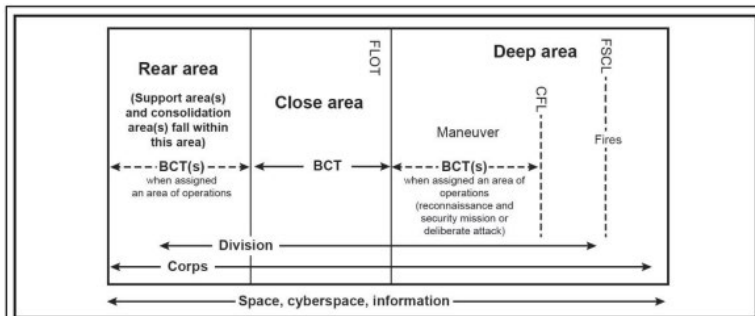 Rear area
(Support area(s)
and consolidation
area(s) fall within
this area)
BCT(s)
when assigned
an area of operations
Close area
BCT
FLOT
Deep area
Maneuver
BCT(s)
when assigned an area of
operations
(reconnaissance and
security mission or
deliberate attack)
CFL
FSCL
Fires
Division
Corps
Space, cyberspace, information